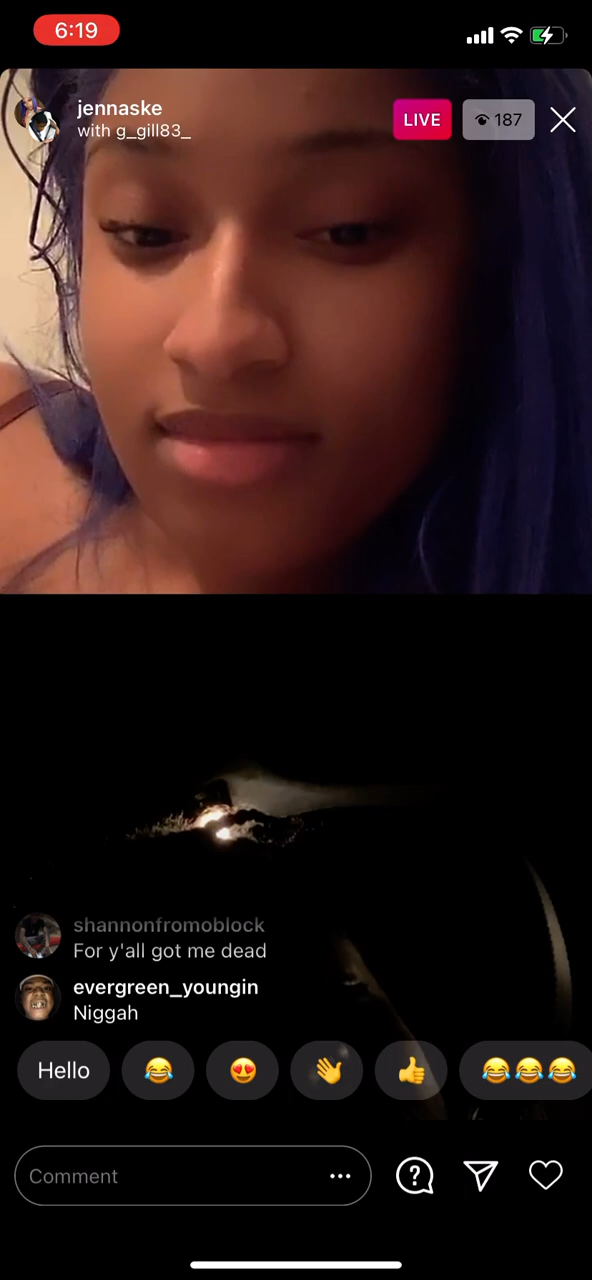 6:19
jennaske
with g_gill83_
LIVE
187
shannonfromoblock
For y'all got me dead
evergreen_youngin
Niggah
Hello
Comment